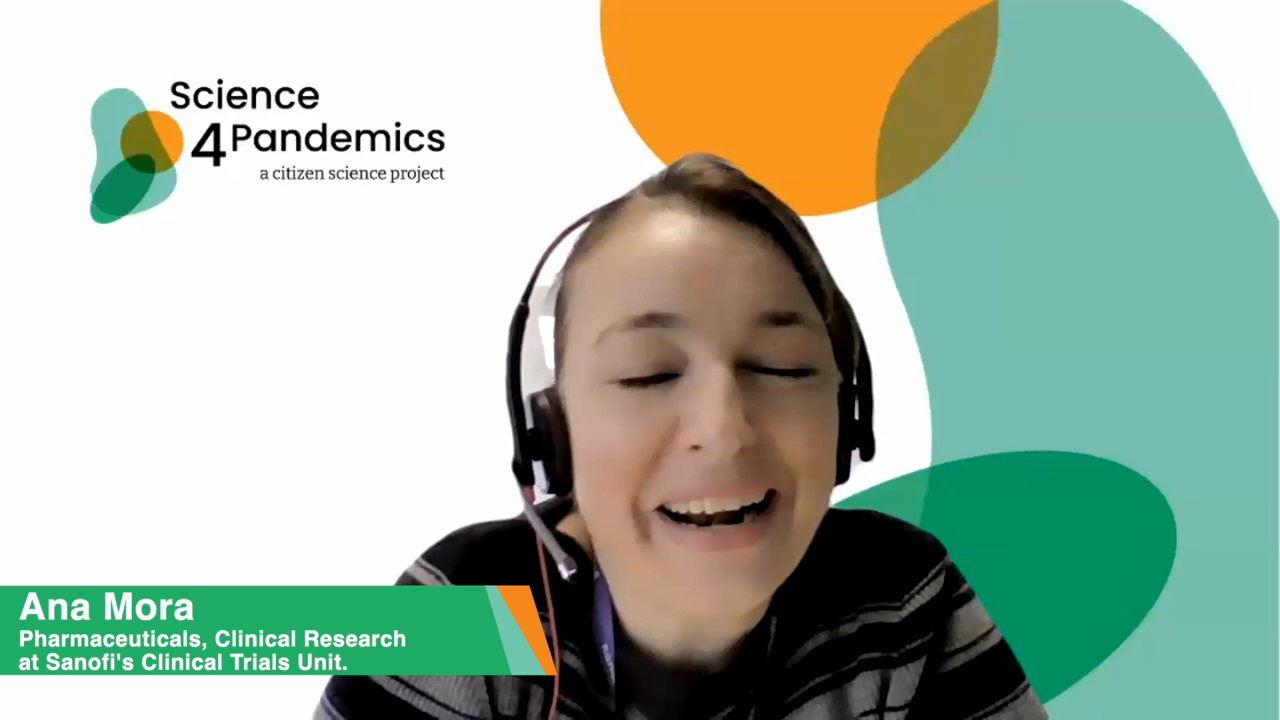 Science
4Pandemics
a citizen science project
Ana Mora
Pharmaceuticals, Clinical Research
at Sanofi's Clinical Trials Unit.